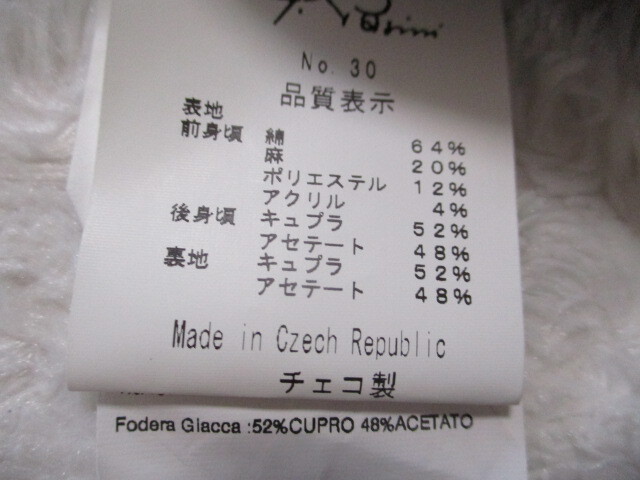 No. 30
品質表示
表地
前身頃 綿 64%
麻 20%
ポリエステル 12%
アクリル 4%
後身頃 キュプラ 52%
アセテート 48%
裏地 キュプラ 52%
アセテート 48%
Made in Czech Republic
チェコ製
Fodera Giacca :52%CUPRO 48%ACETATO